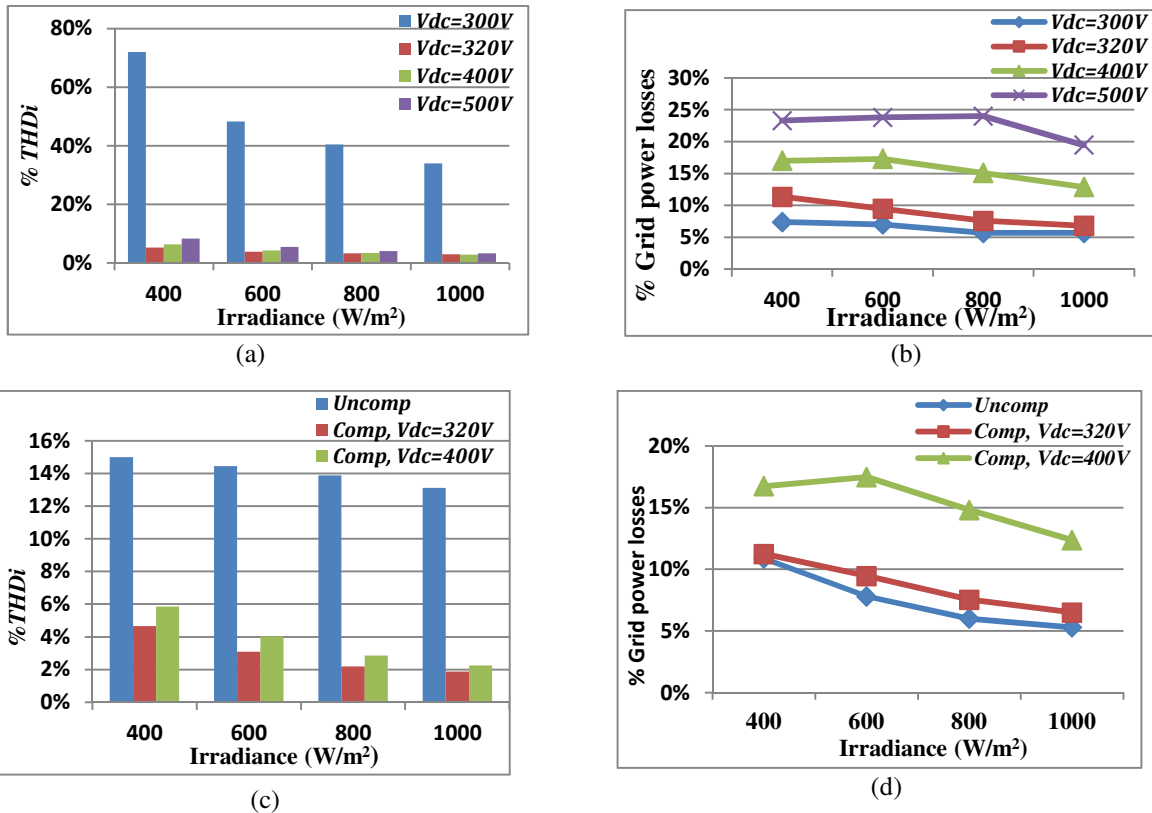 Vdc=300V
Vdc=320V
Vdc=400V
Vdc=500V
80%
60%
40%
20%
0%
% THDi
400 600 800 1000
Irradiance (W/m²)
(a)
Vdc=300V
Vdc=320V
Vdc=400V
Vdc=500V
30%
25%
20%
15%
10%
5%
0%
% Grid power losses
400 600 800 1000
Irradiance (W/m²)
(b)
Uncomp
Comp, Vdc=320V
Comp, Vdc=400V
16%
14%
12%
10%
8%
6%
4%
2%
0%
%THDi
400 600 800 1000
Irradiance (W/m²)
(c)
Uncomp
Comp, Vdc=320V
Comp, Vdc=400V
20%
15%
10%
5%
0%
% Grid power losses
400 600 800 1000
Irradiance (W/m²)
(d)